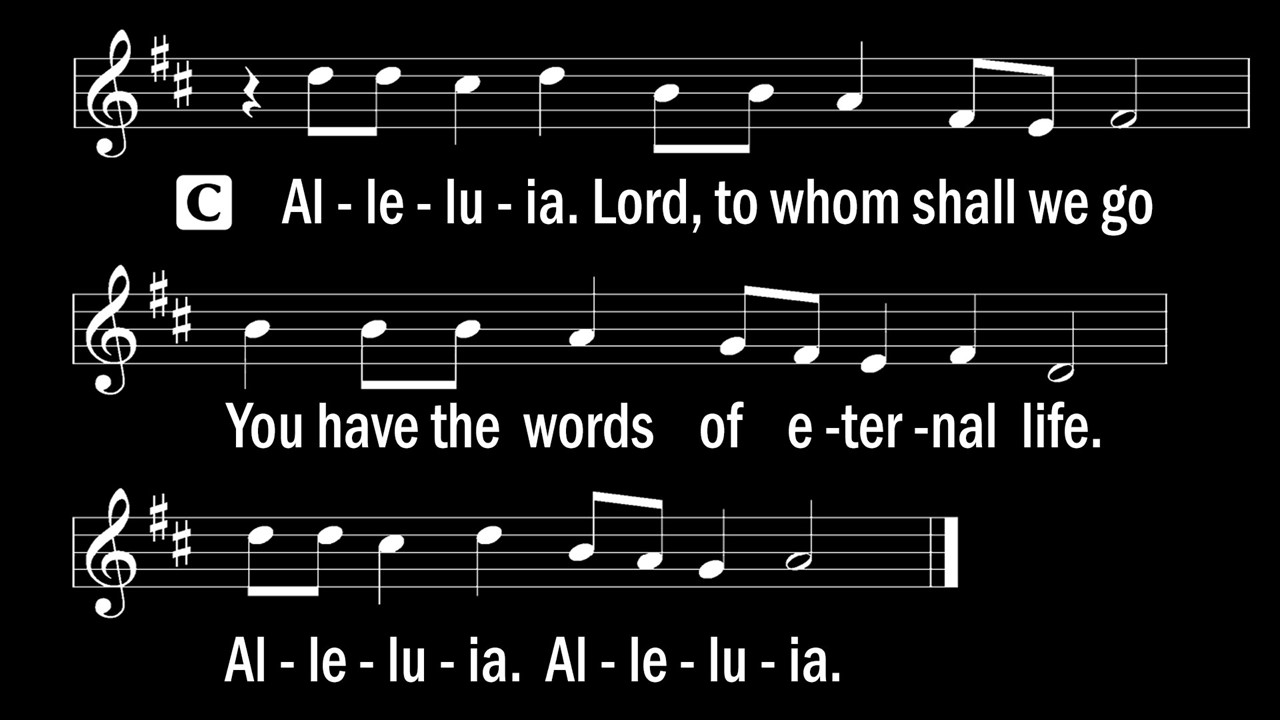 C Al - le - lu - ia. Lord, to whom shall we go
You have the words of e -ter -nal life.
Al - le - lu - ia. Al - le - lu - ia.